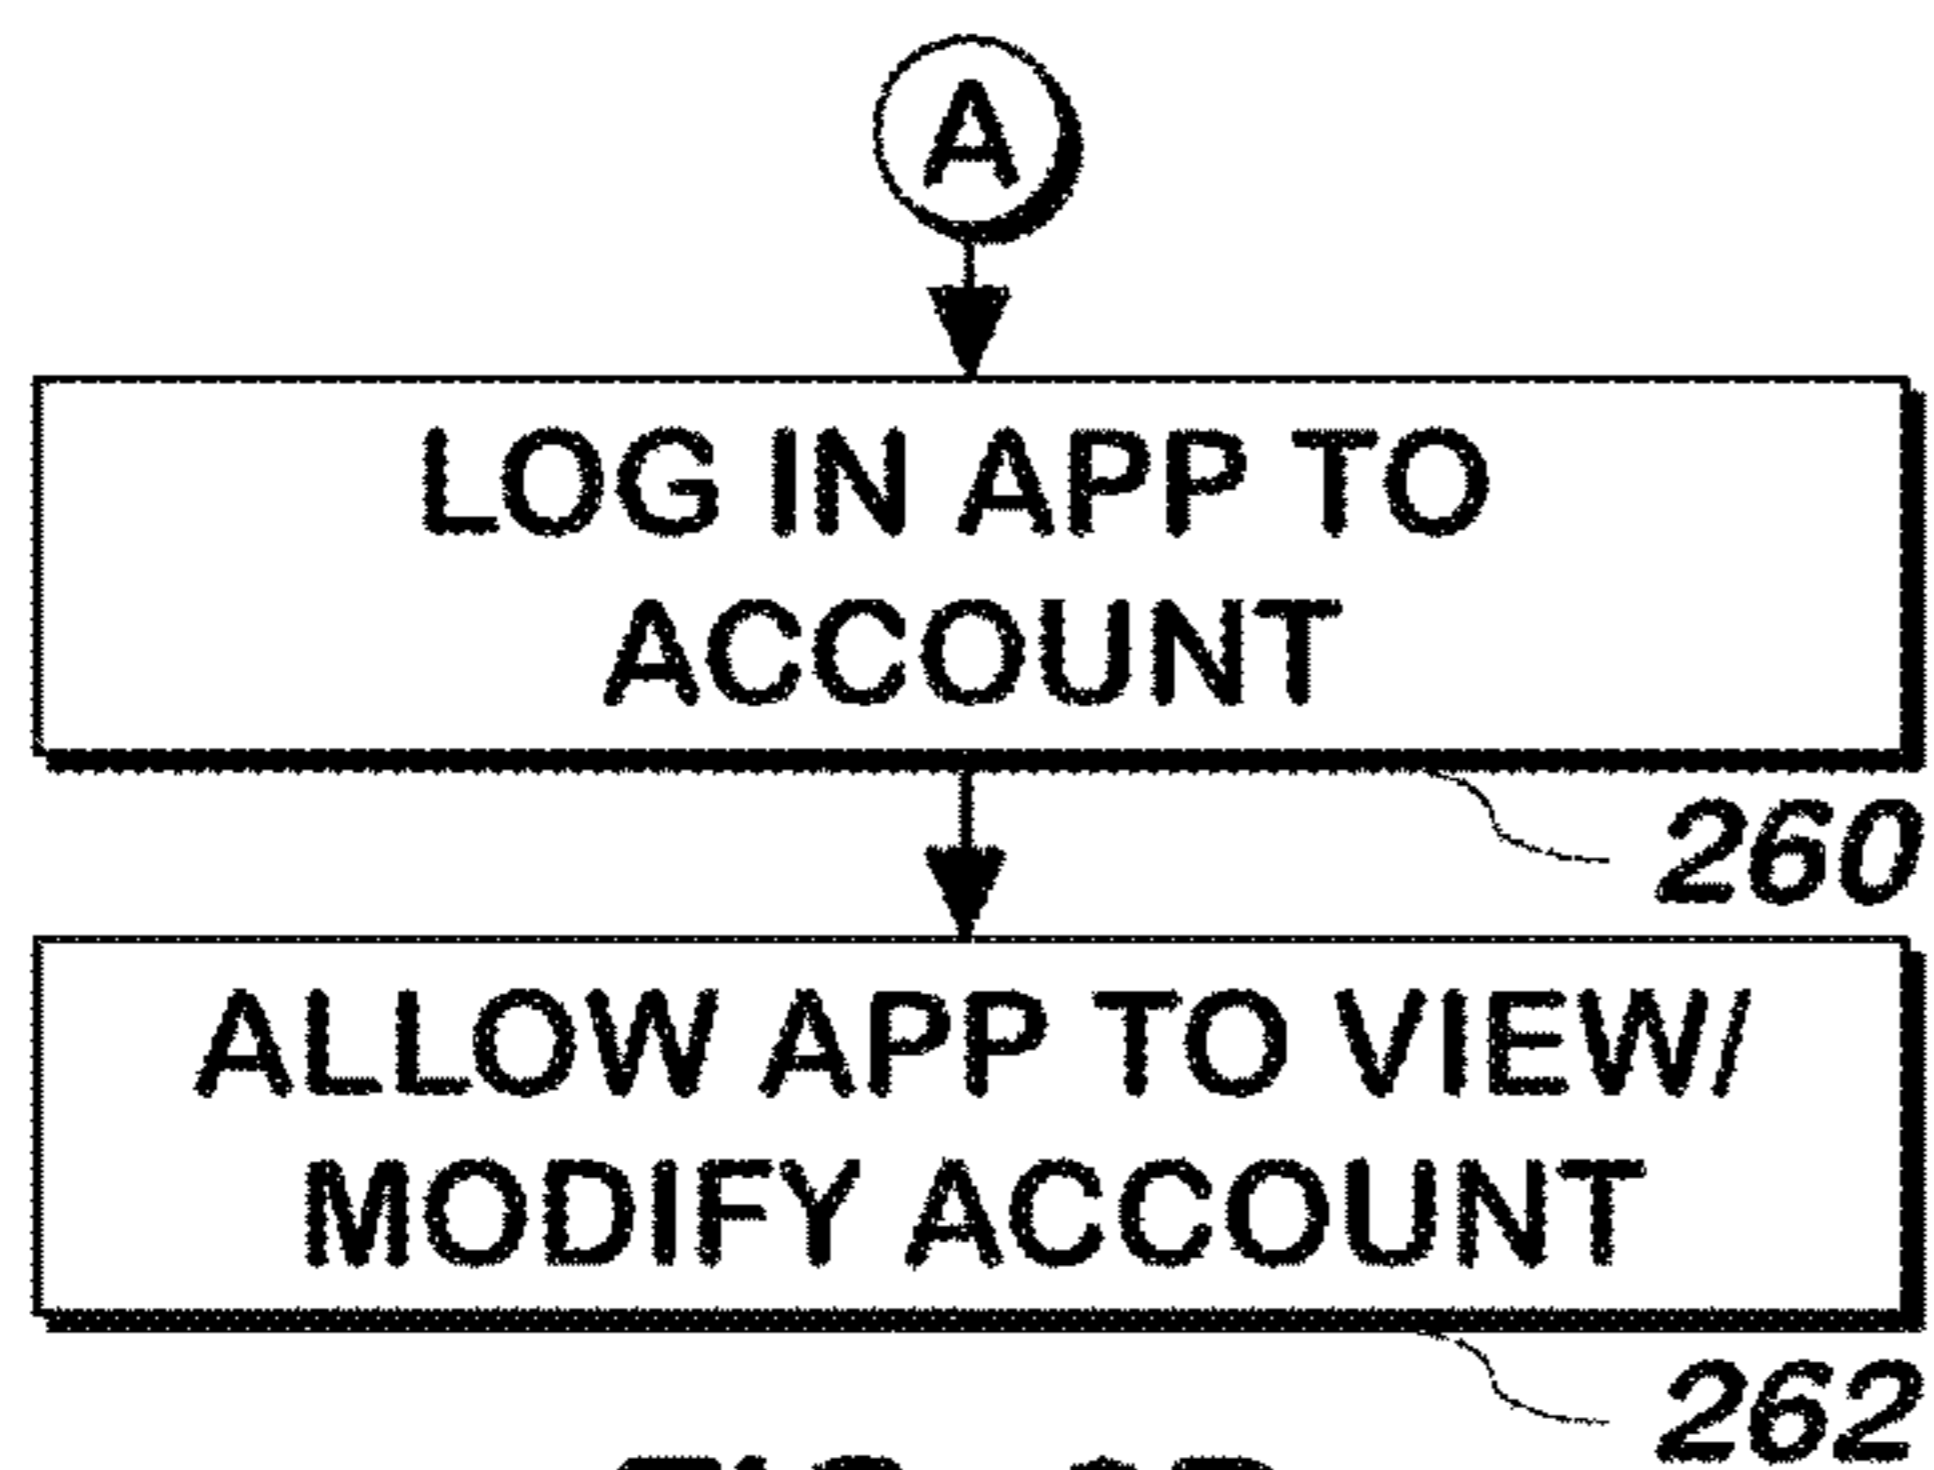 A
LOG IN APP TO
ACCOUNT
260
ALLOW APP TO VIEW/
MODIFY ACCOUNT
262